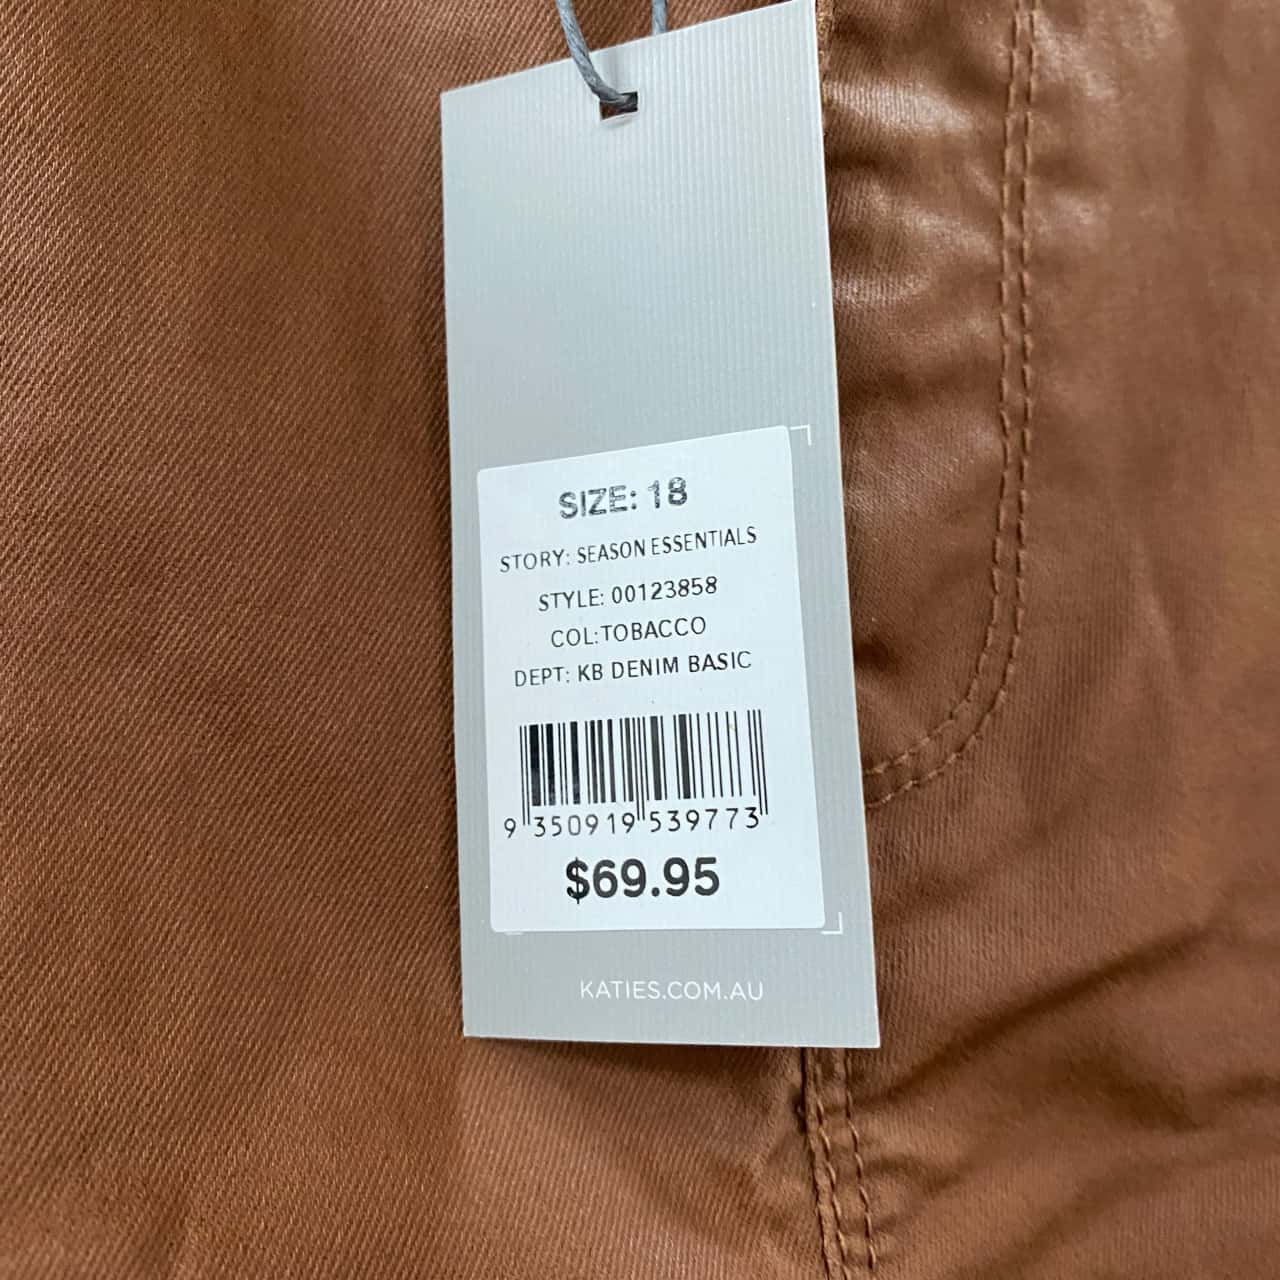 SIZE: 18
STORY: SEASON ESSENTIALS
STYLE: 00123858
COL:TOBACCO
DEPT: KB DENIM BASIC
9 350919 539773
$69.95
KATIES.COM.AU